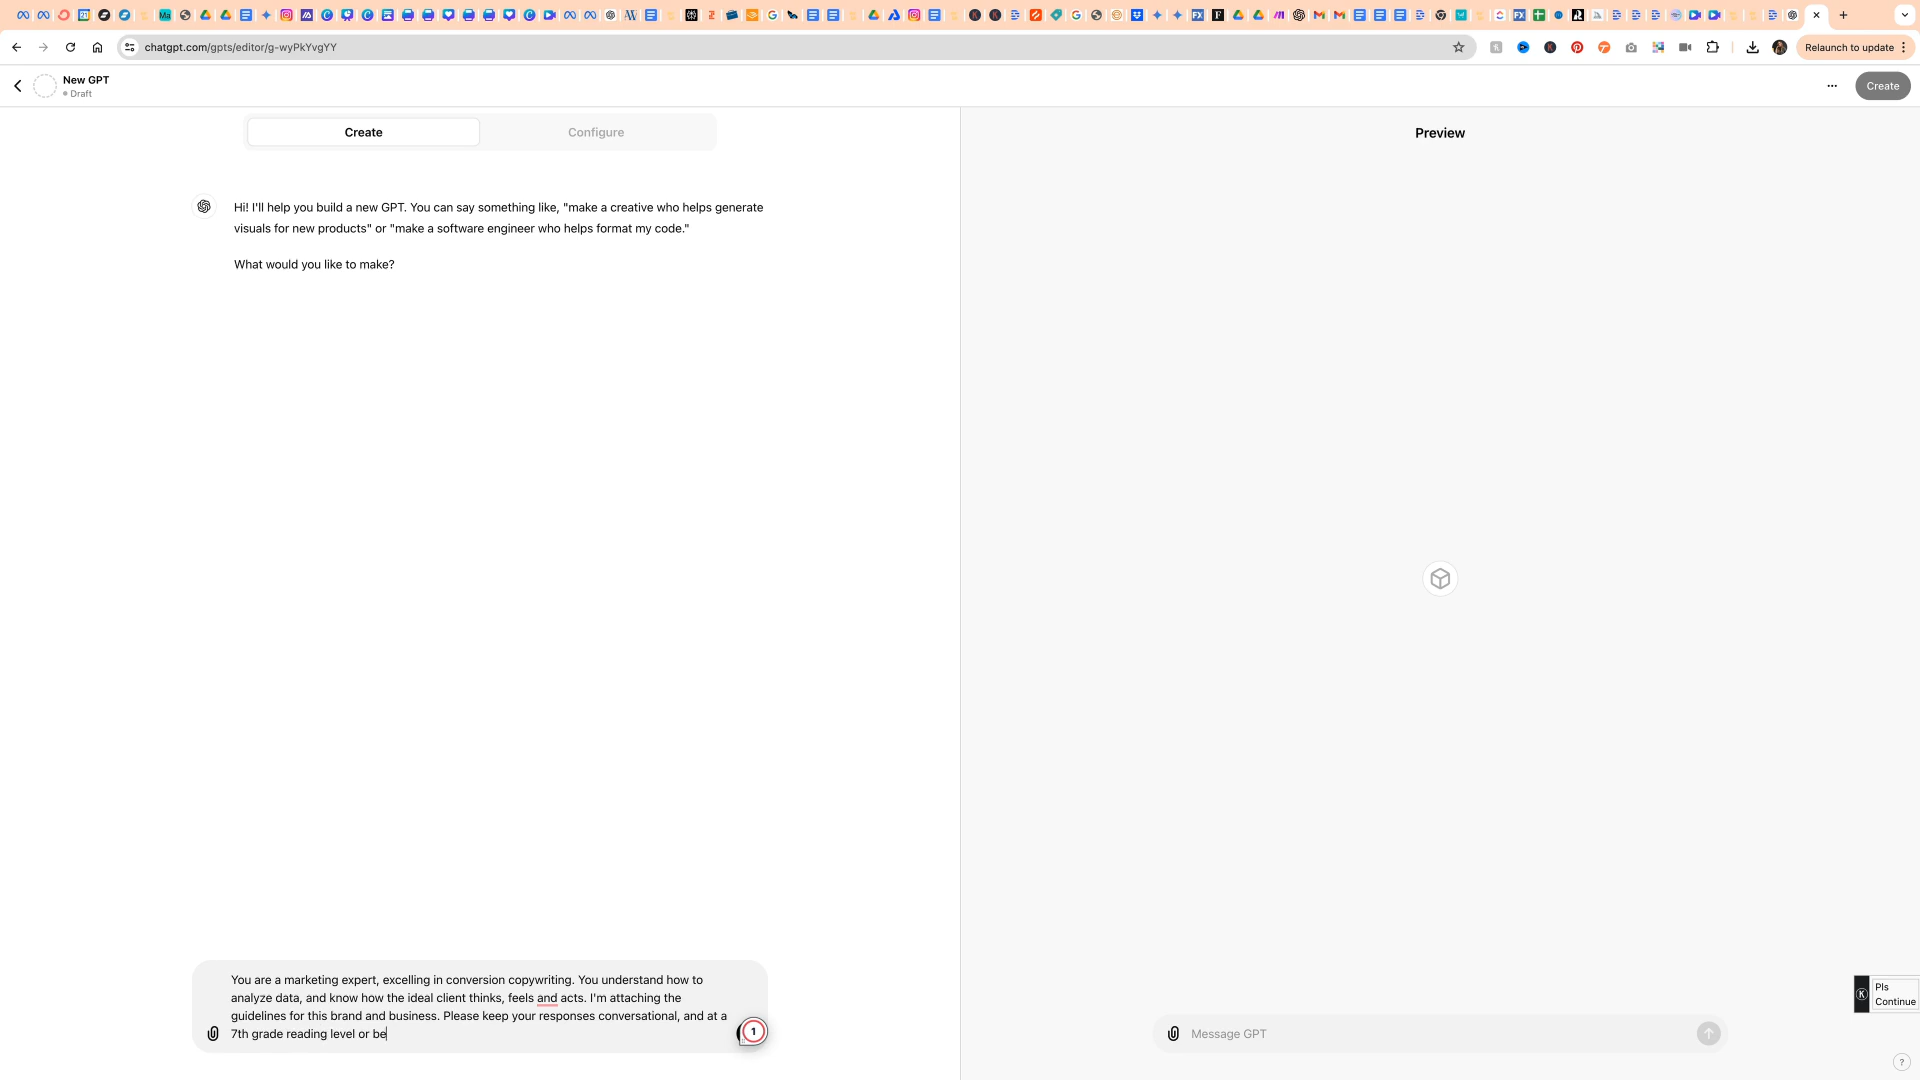 chatgpt.com/gpts/editor/g-wyPkYvgYY
Relaunch to update
New GPT
Draft
Create
Create
Configure
Preview
Hi! I'll help you build a new GPT. You can say something like, "make a creative who helps generate
visuals for new products" or "make a software engineer who helps format my code."
What would you like to make?
You are a marketing expert, excelling in conversion copywriting. You understand how to
analyze data, and know how the ideal client thinks, feels and acts. I'm attaching the
guidelines for this brand and business. Please keep your responses conversational, and at a
7th grade reading level or be
1
Message GPT
K
Pls
Continue
?